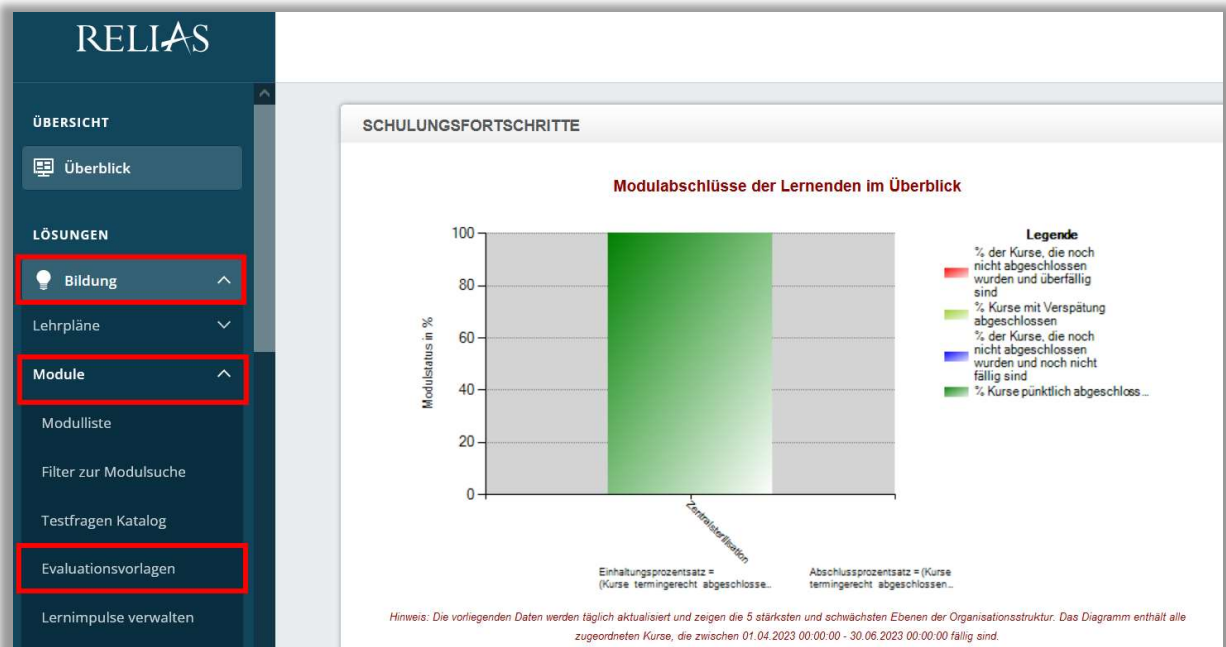 RELIAS
ÜBERSICHT
Überblick
LÖSUNGEN
Bildung
Lehrpläne
Module
Modulliste
Filter zur Modulsuche
Testfragen Katalog
Evaluationsvorlagen
Lernimpulse verwalten
SCHULUNGSFORTSCHRITTE
Modulabschlüsse der Lernenden im Überblick
Modulstatus in %
100
80
60
40
20
0
Zentralsterilisation
Legende
% der Kurse, die noch
nicht abgeschlossen
wurden und überfällig
sind
% Kurse mit Verspätung
abgeschlossen
% der Kurse, die noch
nicht abgeschlossen
wurden und noch nicht
fällig sind
% Kurse pünktlich abgeschloss...
Einhaltungsprozentsatz =
(Kurse termingerecht abgeschlosse...
Abschlussprozentsatz = (Kurse
termingerecht abgeschlossen...
Hinweis: Die vorliegenden Daten werden täglich aktualisiert und zeigen die 5 stärksten und schwächsten Ebenen der Organisationsstruktur. Das Diagramm enthält alle
zugeordneten Kurse, die zwischen 01.04.2023 00:00:00 - 30.06.2023 00:00:00 fällig sind.